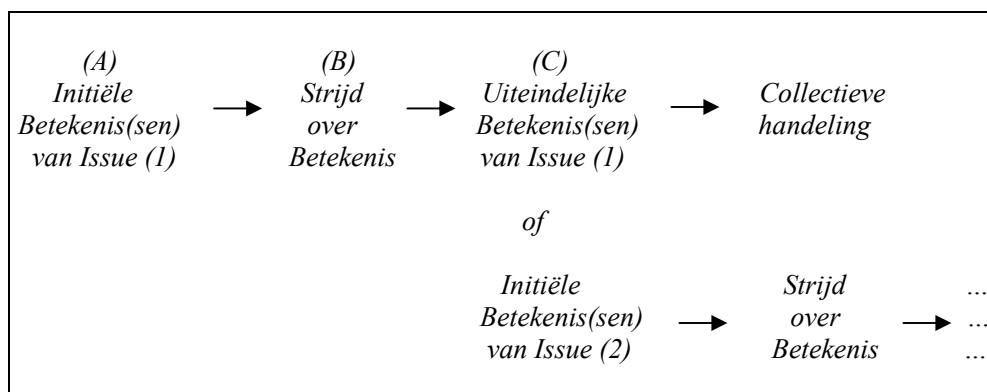 (A) (B) (C)
Initiële Strijd Uiteindelijke Collectieve
Betekenis(sen) over Betekenis(sen) handeling
van Issue (1) Betekenis van Issue (1)
of
Initiële Strijd ...
Betekenis(sen) over ...
van Issue (2) Betekenis ...